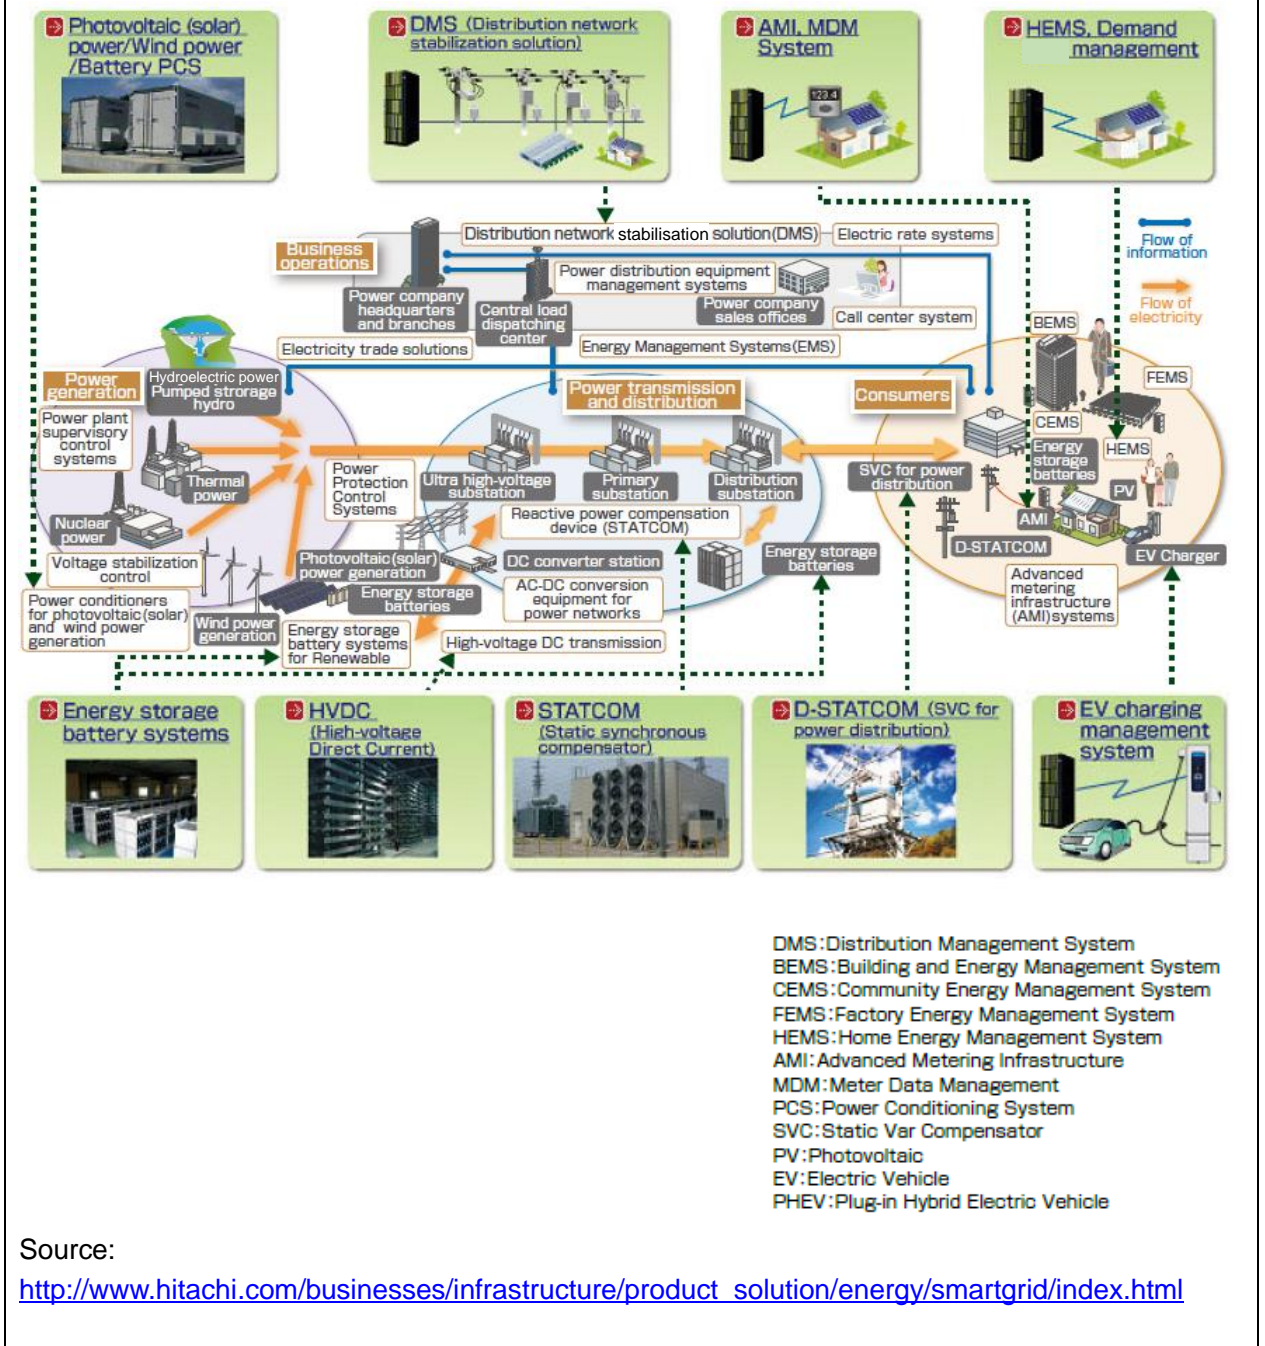 Photovoltaic (solar)
power/Wind power
/Battery PCS
DMS (Distribution network
stabilization solution)
AMI, MDM
System
123.4
HEMS, Demand
management
Distribution network stabilisation solution(DMS)
Electric rate systems
Business
operations
Power distribution equipment
management systems
Power company
headquarters
and branches
Central load
dispatching
center
Power company
sales offices
Call center system
Flow of
information
Flow of
electricity
Electricity trade solutions
Energy Management Systems(EMS)
BEMS
FEMS
Power
generation
Hydroelectric power
Pumped strorage
hydro
Power transmission
and distribution
Consumers
Power plant
supervisory
control
systems
CEMS
Energy
storage
batteries
HEMS
Thermal
power
Power
Protection
Control
Systems
Ultra high-voltage
substation
Primary
substation
Distribution
substation
SVC for power
distribution
PV
Nuclear
power
Reactive power compensation
device (STATCOM)
AMI
D-STATCOM
EV Charger
Voltage stabilization
control
Photovoltaic(solar)
power generation
DC converter station
Energy storage
batteries
Power conditioners
for photovoltaic(solar)
and wind power
generation
Wind power
generation
Energy storage
batteries
AC-DC conversion
equipment for
power networks
Advanced
metering
infrastructure
(AMI)systems
Energy storage
battery systems
for Renewable
High-voltage DC transmission
Energy storage
battery systems
HVDC
(High-voltage
Direct Current)
STATCOM
(Static synchronous
compensator)
D-STATCOM (SVC for
power distribution)
EV charging
management
system
DMS:Distribution Management System
BEMS:Building and Energy Management System
CEMS:Community Energy Management System
FEMS:Factory Energy Management System
HEMS:Home Energy Management System
AMI:Advanced Metering Infrastructure
MDM:Meter Data Management
PCS:Power Conditioning System
SVC:Static Var Compensator
PV:Photovoltaic
EV:Electric Vehicle
PHEV:Plug-in Hybrid Electric Vehicle
Source:
http://www.hitachi.com/businesses/infrastructure/product_solution/energy/smartgrid/index.html